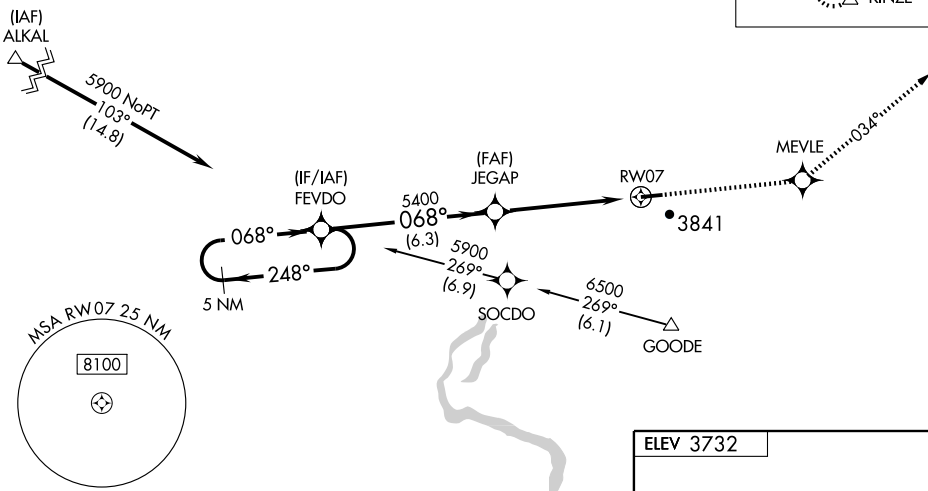 RINZE
(IAF)
ALKAL
5900 NoPT
103°
(14.8)
034°
MEVLE
RW07
3841
(IF/IAF)
FEVDO
(FAF)
JEGAP
5400
068°
(6.3)
068°
248°
5 NM
5900
269°
(6.9)
SOCDO
6500
269°
(6.1)
GOODE
MSA RW07 25 NM
8100
ELEV 3732